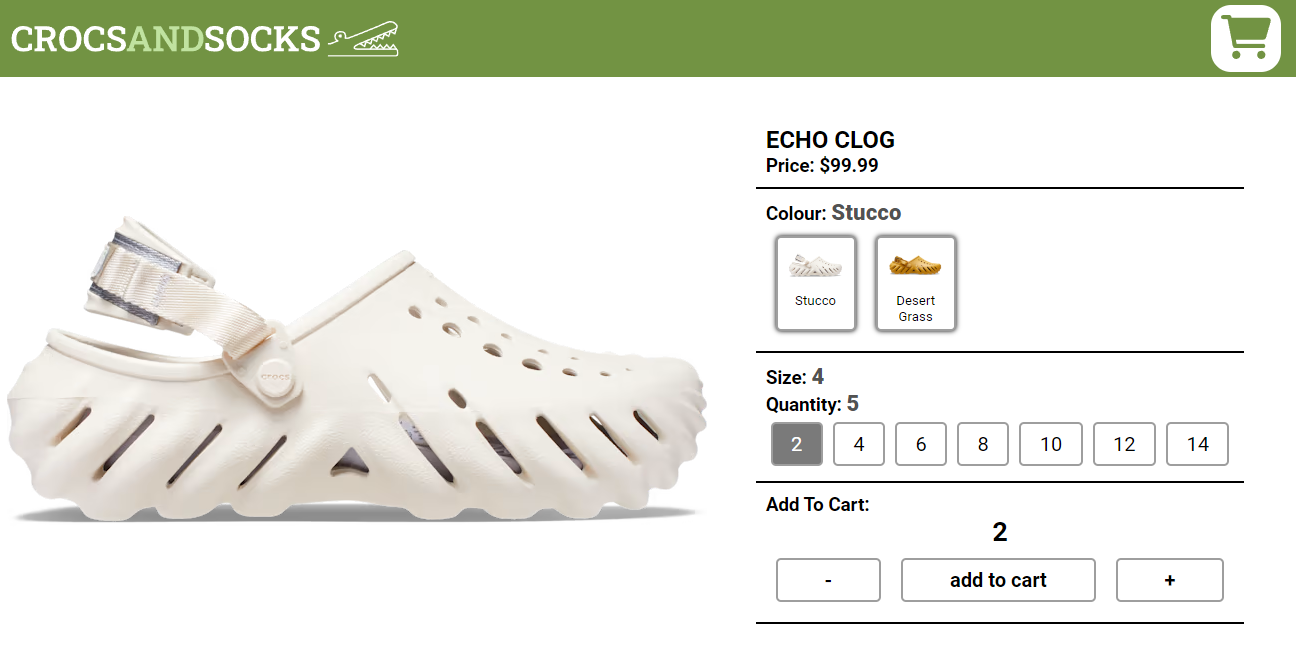 CROCSANDSOCKS
ECHO CLOG
Price: $99.99
Colour: Stucco
Stucco
Desert
Grass
crocs
Size: 4
Quantity: 5
2 4 6 8 10 12 14
Add To Cart:
2
- add to cart +